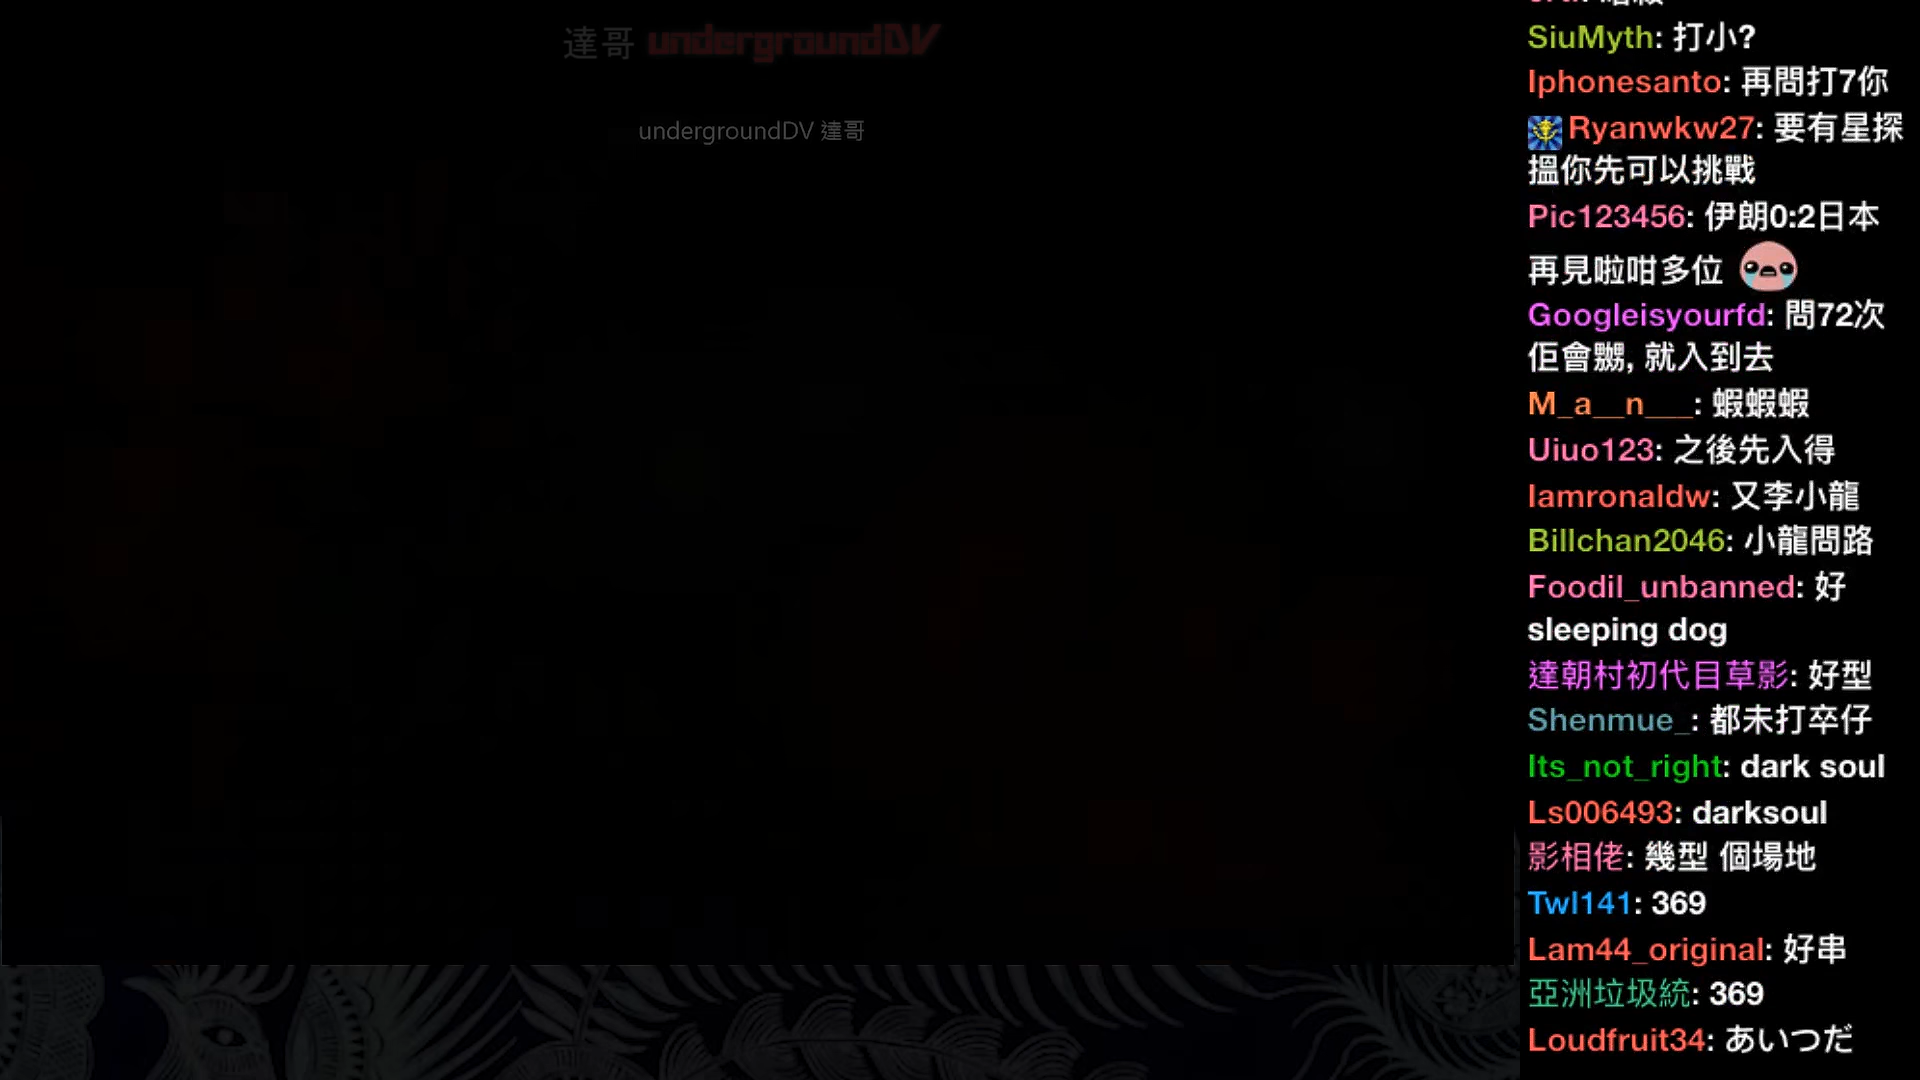 達哥 undergroundDV
undergroundDV 達哥
SiuMyth: 打小?
Iphonesanto: 再問打7你
Ryanwkw27: 要有星探
搵你先可以挑戰
Pic123456: 伊朗0:2日本
再見啦咁多位
Googleisyourfd: 問72次
佢會嬲, 就入到去
M_a__n___: 蝦蝦蝦
Uiuo123: 之後先入得
Iamronaldw: 又李小龍
Billchan2046: 小龍問路
Foodil_unbanned: 好
sleeping dog
達朝村初代目草影: 好型
Shenmue_: 都未打卒仔
Its_not_right: dark soul
Ls006493: darksoul
影相佬: 幾型 個場地
Twl141: 369
Lam44_original: 好串
亞洲垃圾統: 369
Loudfruit34: あいつだ